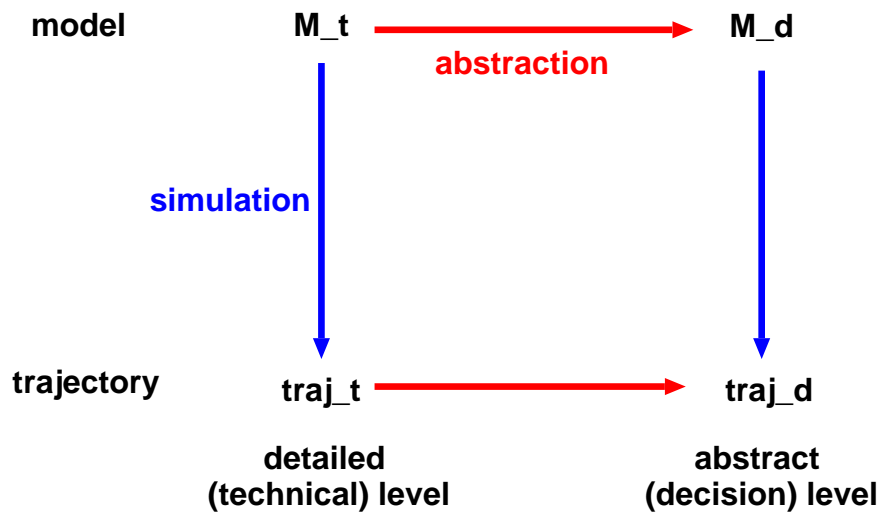 model
M_t
M_d
abstraction
simulation
trajectory
traj_t
traj_d
detailed
(technical) level
abstract
(decision) level